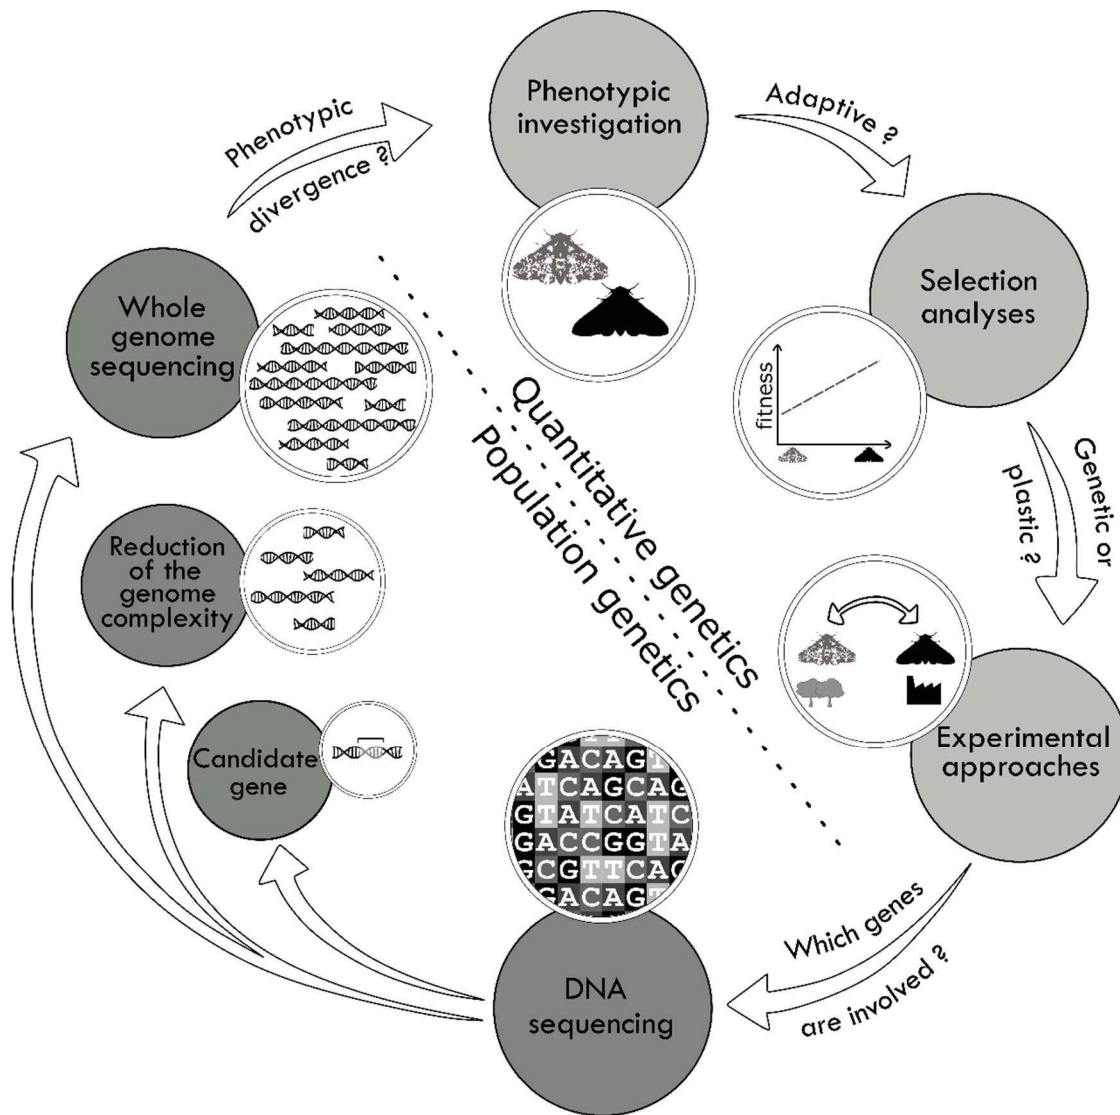 Phenotypic
investigation
Adaptive ?
Selection
analyses
fitness
Genetic or
plastic ?
Experimental
approaches
Which genes
are involved ?
DNA
sequencing
GACAGT
ATCAGCAG
GTATCATC
GACCGGTA
GCGTTCAG
GACAGT
Candidate
gene
Reduction
of the
genome
complexity
Whole
genome
sequencing
Phenotypic
divergence ?
Quantitative genetics
Population genetics